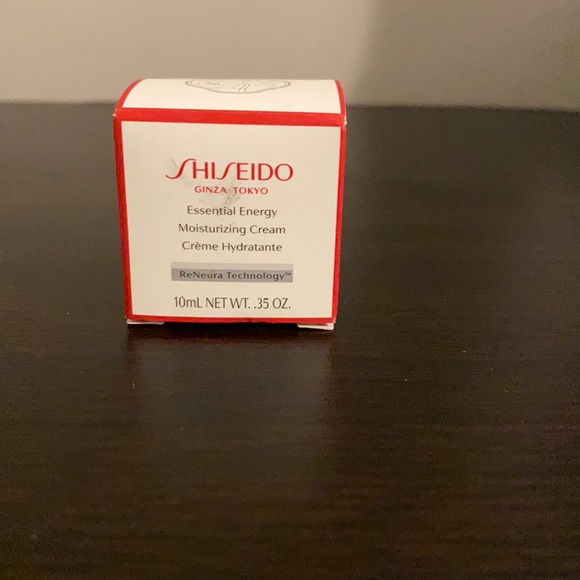 SHISEIDO
GINZA TOKYO
Essential Energy
Moisturizing Cream
Crème Hydratante
ReNeura Technology™
10mL NET WT. .35 OZ.